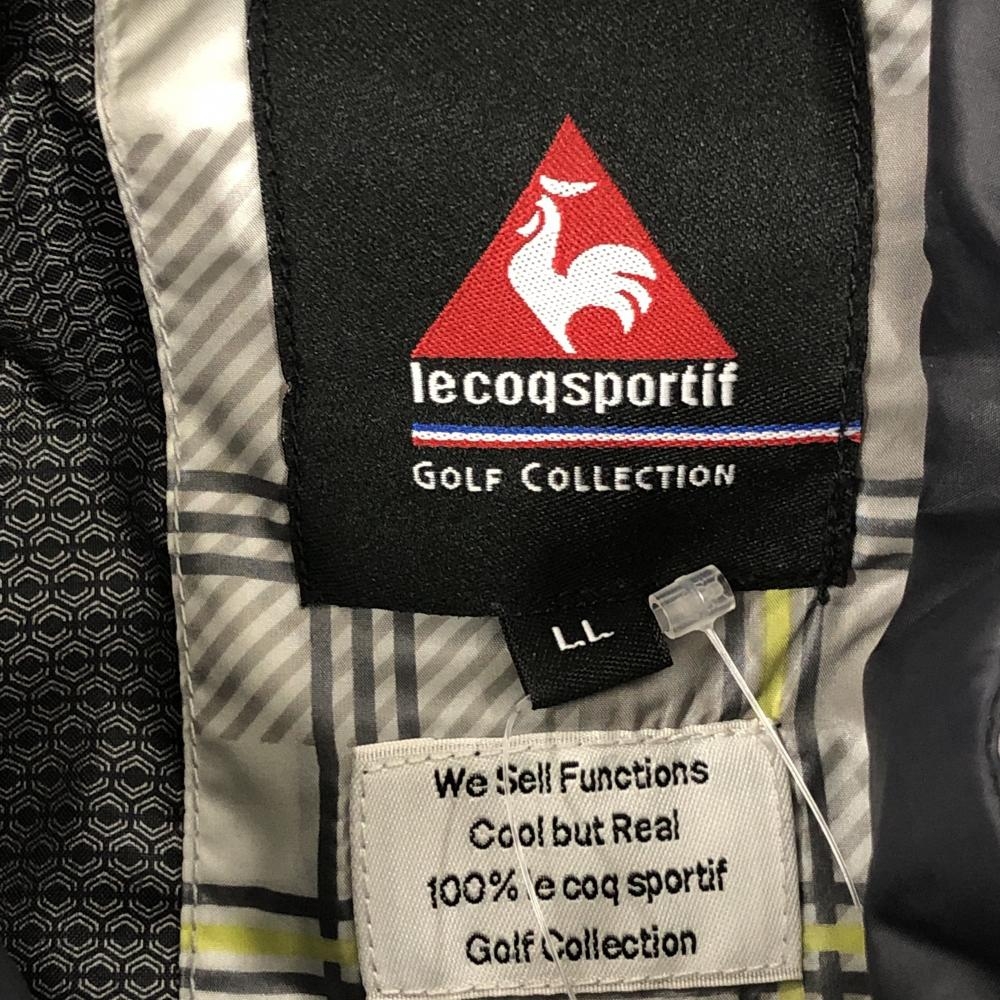 lecoqsportif
GOLF COLLECTION
LL
We Sell Functions
Cool but Real
100% le coq sportif
Golf Collection